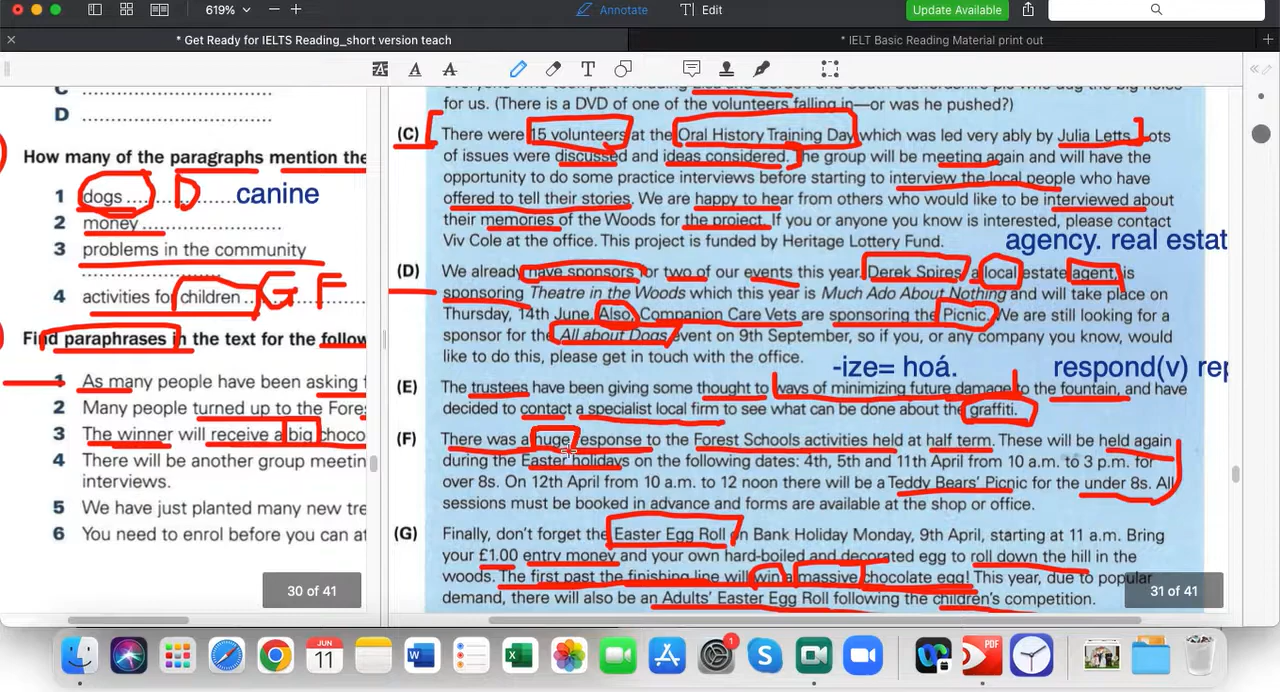 619%
Annotate
Edit
Update Available
* Get Ready for IELTS Reading_short version teach
* IELT Basic Reading Material print out
D ........................................
How many of the paragraphs mention the
1 dogs ........ D ........ canine
2 money ........................
3 problems in the community
........................
4 activities for children ... G F
Find paraphrases in the text for the follow
1 As many people have been asking
2 Many people turned up to the Fore
3 The winner will receive a big choco
4 There will be another group meetin
interviews.
5 We have just planted many new tre
6 You need to enrol before you can at
30 of 41
for us. (There is a DVD of one of the volunteers falling in—or was he pushed?)
(C) There were 15 volunteers at the Oral History Training Day which was led very ably by Julia Letts. Lots
of issues were discussed and ideas considered. The group will be meeting again and will have the
opportunity to do some practice interviews before starting to interview the local people who have
offered to tell their stories. We are happy to hear from others who would like to be interviewed about
their memories of the Woods for the project. If you or anyone you know is interested, please contact
Viv Cole at the office. This project is funded by Heritage Lottery Fund.
agency. real estat
(D) We already have sponsors for two of our events this year. Derek Spires, a local estate agent, is
sponsoring Theatre in the Woods which this year is Much Ado About Nothing and will take place on
Thursday, 14th June. Also, Companion Care Vets are sponsoring the Picnic. We are still looking for a
sponsor for the All about Dogs event on 9th September, so if you, or any company you know, would
like to do this, please get in touch with the office.
-ize= hoá.
respond(v) rep
(E) The trustees have been giving some thought to ways of minimizing future damage to the fountain, and have
decided to contact a specialist local firm to see what can be done about the graffiti.
(F) There was a huge response to the Forest Schools activities held at half term. These will be held again
during the Easter holidays on the following dates: 4th, 5th and 11th April from 10 a.m. to 3 p.m. for
over 8s. On 12th April from 10 a.m. to 12 noon there will be a Teddy Bears' Picnic for the under 8s. All
sessions must be booked in advance and forms are available at the shop or office.
(G) Finally, don't forget the Easter Egg Roll on Bank Holiday Monday, 9th April, starting at 11 a.m. Bring
your £1.00 entry money and your own hard-boiled and decorated egg to roll down the hill in the
woods. The first past the finishing line will win a massive chocolate egg! This year, due to popular
demand, there will also be an Adults' Easter Egg Roll following the children's competition.
31 of 41
JUN
11
1
PDF